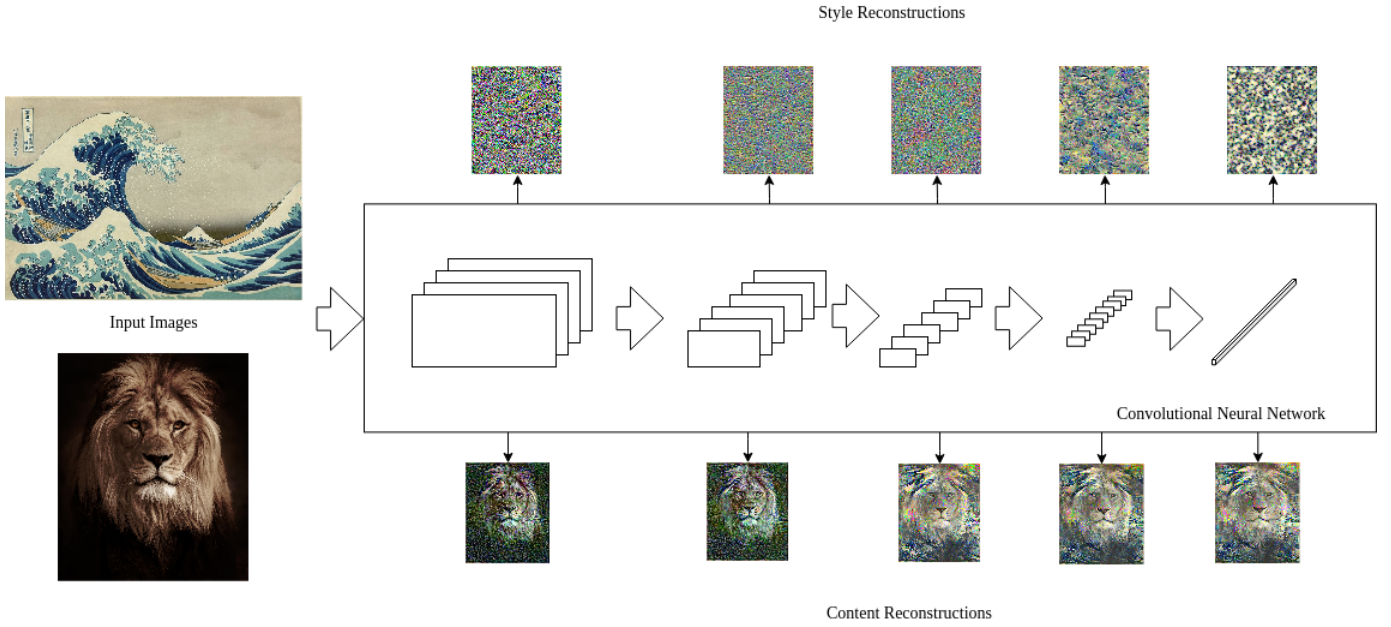 Style Reconstructions
Input Images
Convolutional Neural Network
Content Reconstructions